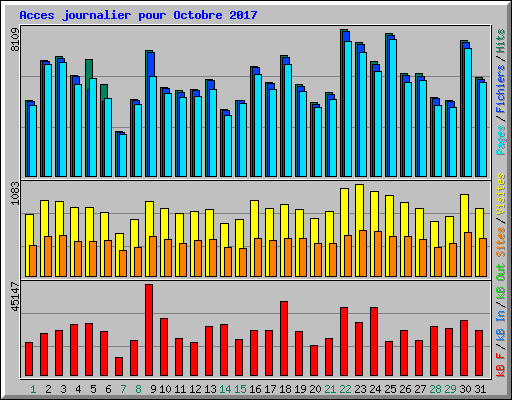 Acces journalier pour Octobre 2017
8109
1083
45147
Pages / Fichiers / Hits
Sites / Visites
kB F / kB In / kB Out
1 2 3 4 5 6 7 8 9 10 11 12 13 14 15 16 17 18 19 20 21 22 23 24 25 26 27 28 29 30 31